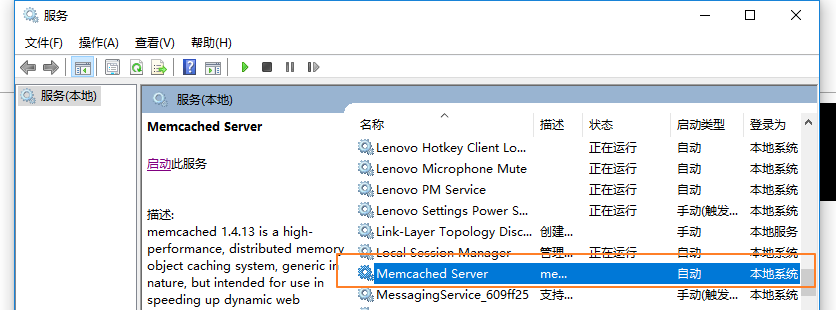 服务
文件(F) 操作(A) 查看(V) 帮助(H)
服务(本地)
服务(本地)
Memcached Server
启动此服务
描述:
memcached 1.4.13 is a high-
performance, distributed memory
object caching system, generic in
nature, but intended for use in
speeding up dynamic web
名称 描述 状态 启动类型 登录为
Lenovo Hotkey Client Lo... 正在运行 自动 本地系统
Lenovo Microphone Mute 正在运行 自动 本地系统
Lenovo PM Service 正在运行 自动 本地系统
Lenovo Settings Power S... 正在运行 手动(触发... 本地系统
Link-Layer Topology Disc... 创建... 手动 本地服务
Local Session Manager 管理... 正在运行 自动 本地系统
Memcached Server me... 自动 本地系统
MessagingService_609ff25 支持... 手动(触发... 本地系统